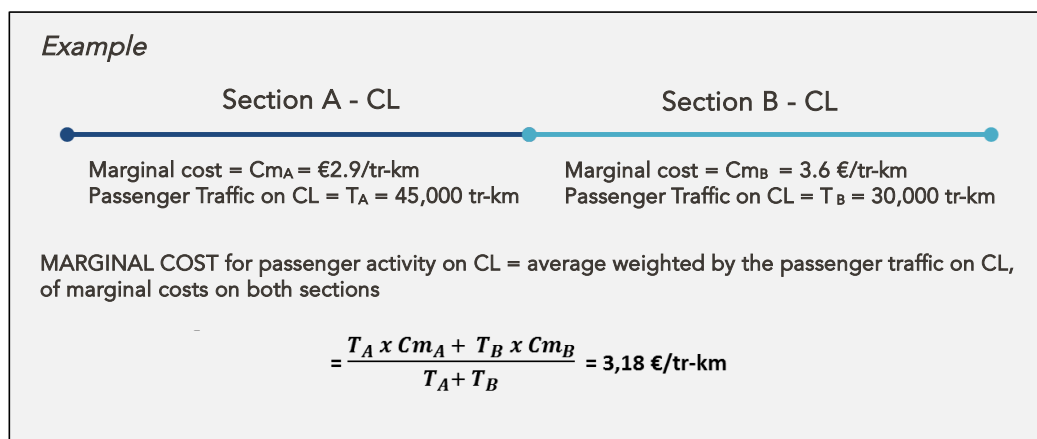 Example
Section A - CL
Section B - CL
Marginal cost = CmA = €2.9/tr-km
Passenger Traffic on CL = TA = 45,000 tr-km
Marginal cost = CmB = 3.6 €/tr-km
Passenger Traffic on CL = TB = 30,000 tr-km
MARGINAL COST for passenger activity on CL = average weighted by the passenger traffic on CL,
of marginal costs on both sections
= (TA x CmA + TB x CmB) / (TA + TB) = 3,18 €/tr-km